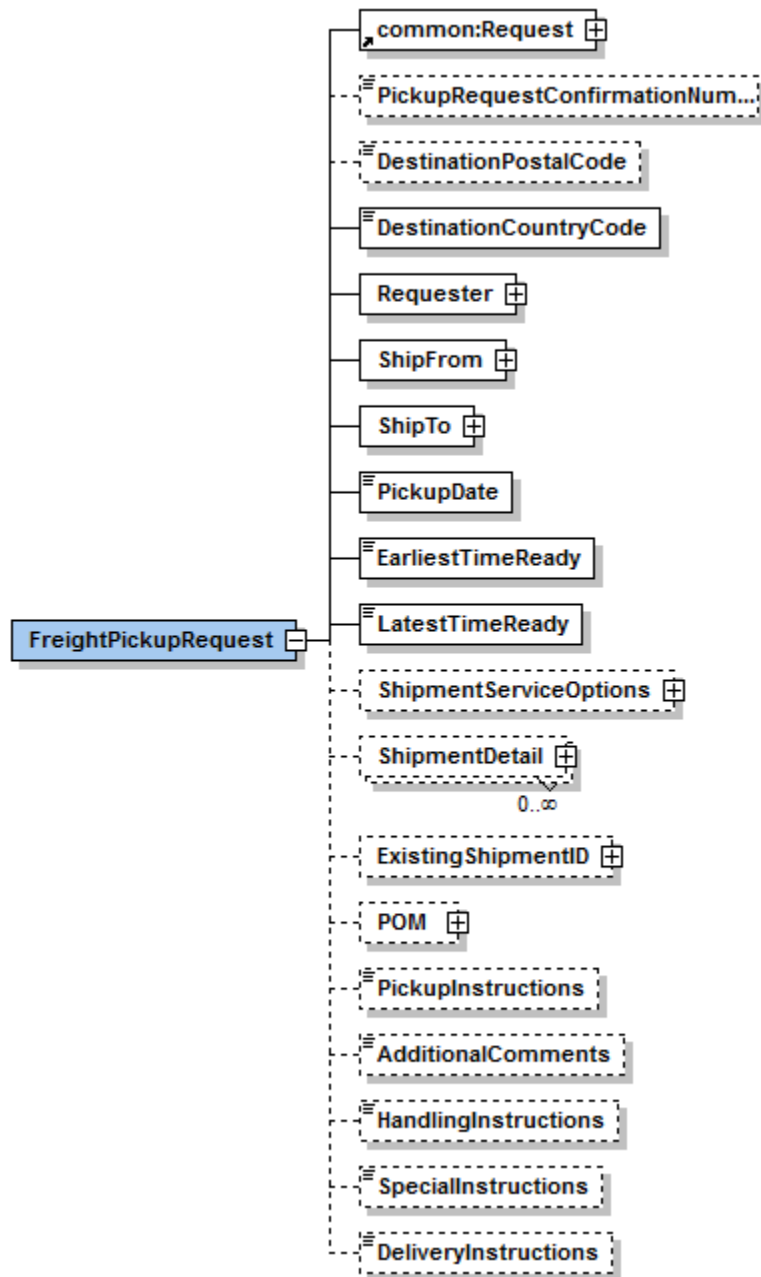 common:Request
PickupRequestConfirmationNum...
DestinationPostalCode
DestinationCountryCode
Requester
ShipFrom
ShipTo
PickupDate
EarliestTimeReady
FreightPickupRequest
LatestTimeReady
ShipmentServiceOptions
ShipmentDetail
0..∞
ExistingShipmentID
POM
PickupInstructions
AdditionalComments
HandlingInstructions
SpecialInstructions
DeliveryInstructions